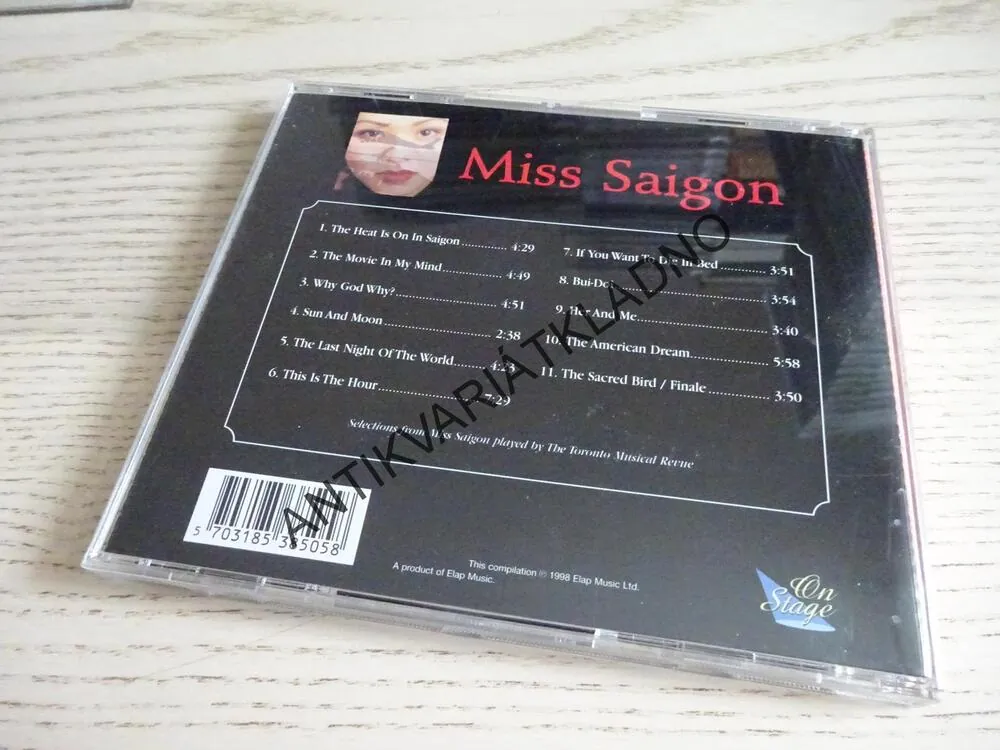 Miss Saigon
1. The Heat Is On In Saigon ............ 4:29
2. The Movie In My Mind ............ 4:49
3. Why God Why? ............ 4:51
4. Sun And Moon ............ 2:38
5. The Last Night Of The World ............ 4:23
6. This Is The Hour ............ :29
7. If You Want To Die In Bed ............ 3:51
8. Bui-Doi ............ 3:54
9. Her And Me ............ 3:40
10. The American Dream ............ 5:58
11. The Sacred Bird / Finale ............ 3:50
Selections from Miss Saigon played by The Toronto Musical Revue
ANTIKVARIÁTKLADNO
5 703185 385058
This compilation ℗ 1998 Elap Music Ltd.
A product of Elap Music.
On
Stage